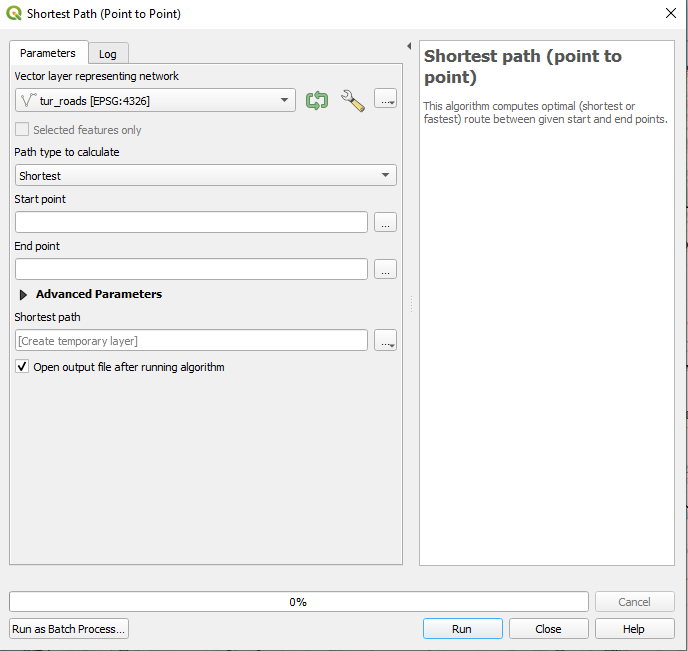 Shortest Path (Point to Point)
Parameters
Log
Vector layer representing network
tur_roads [EPSG:4326]
...
Selected features only
Path type to calculate
Shortest
Start point
...
End point
...
Advanced Parameters
Shortest path
[Create temporary layer]
...
Open output file after running algorithm
Shortest path (point to
point)
This algorithm computes optimal (shortest or
fastest) route between given start and end points.
0%
Cancel
Run as Batch Process...
Run
Close
Help